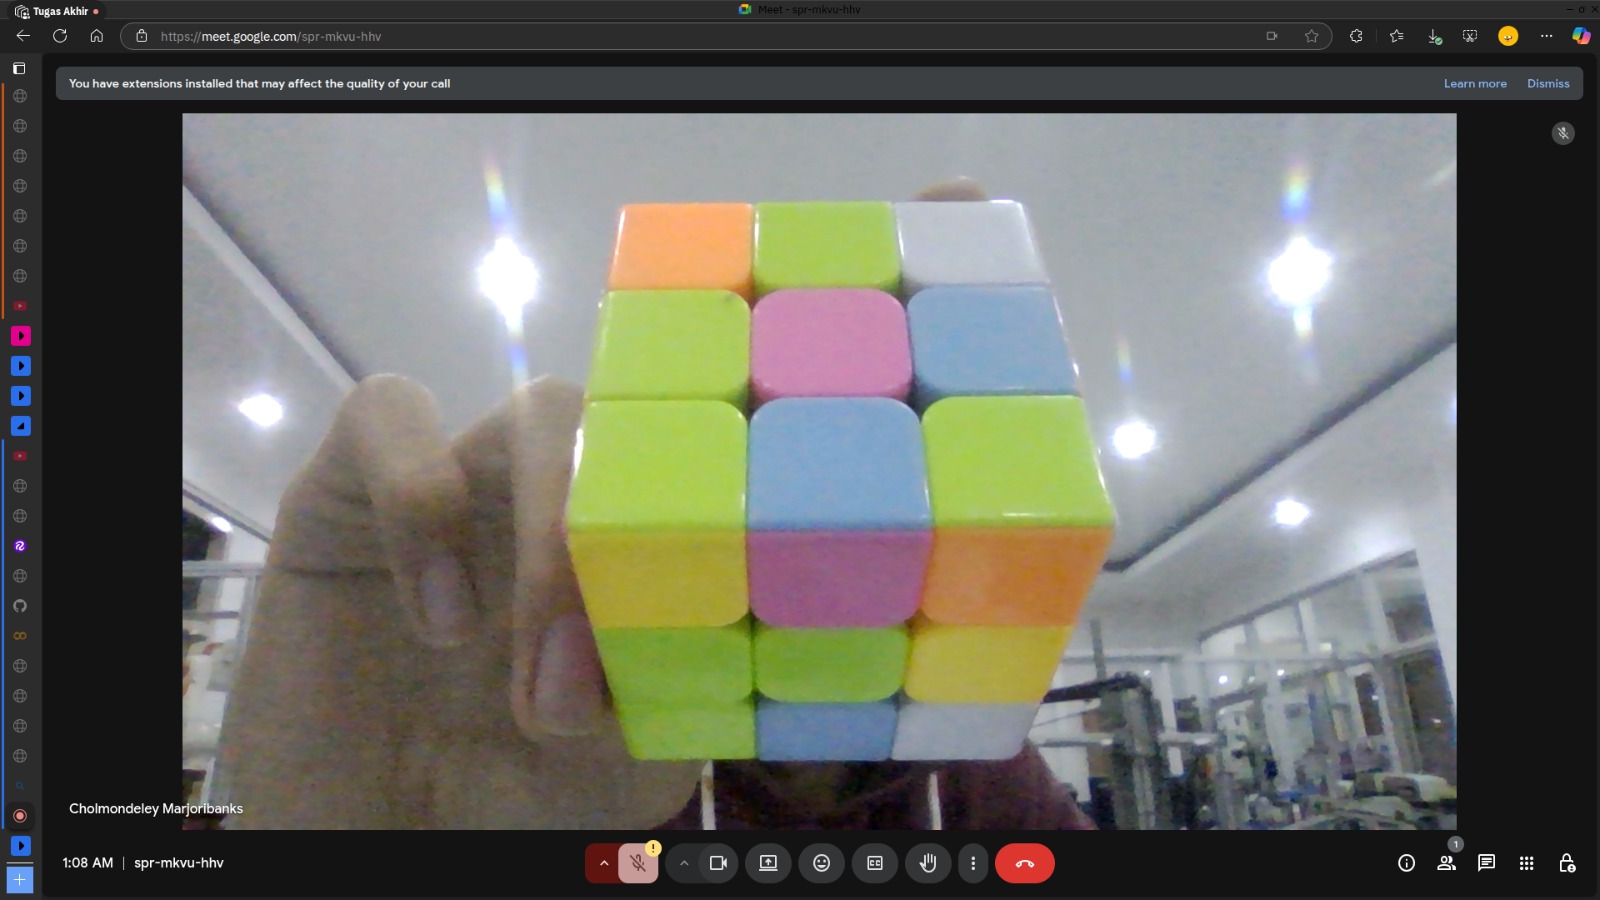 Tugas Akhir
Meet - spr-mkvu-hhv
https://meet.google.com/spr-mkvu-hhv
You have extensions installed that may affect the quality of your call
Learn more
Dismiss
Cholmondeley Marjoribanks
1:08 AM | spr-mkvu-hhv
!
CC
1